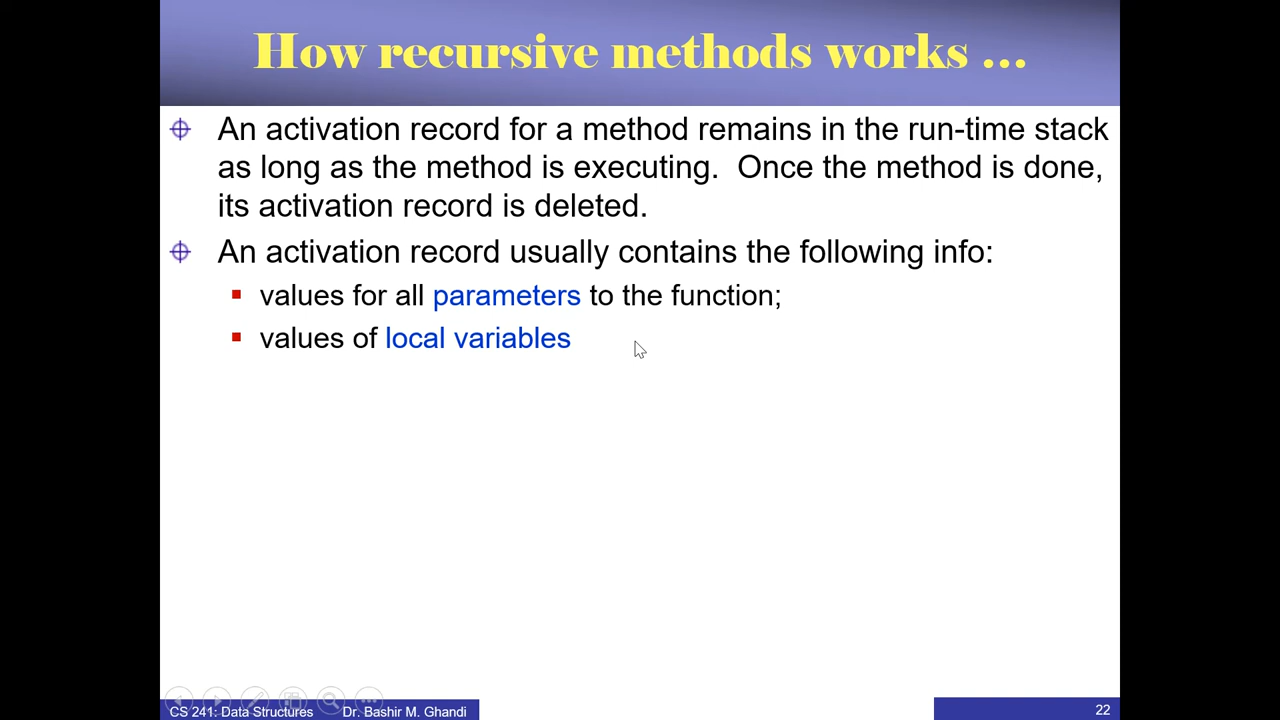 How recursive methods works ...
An activation record for a method remains in the run-time stack
as long as the method is executing.  Once the method is done,
its activation record is deleted.
An activation record usually contains the following info:
values for all parameters to the function;
values of local variables
CS 241: Data Structures Dr. Bashir M. Ghandi 22